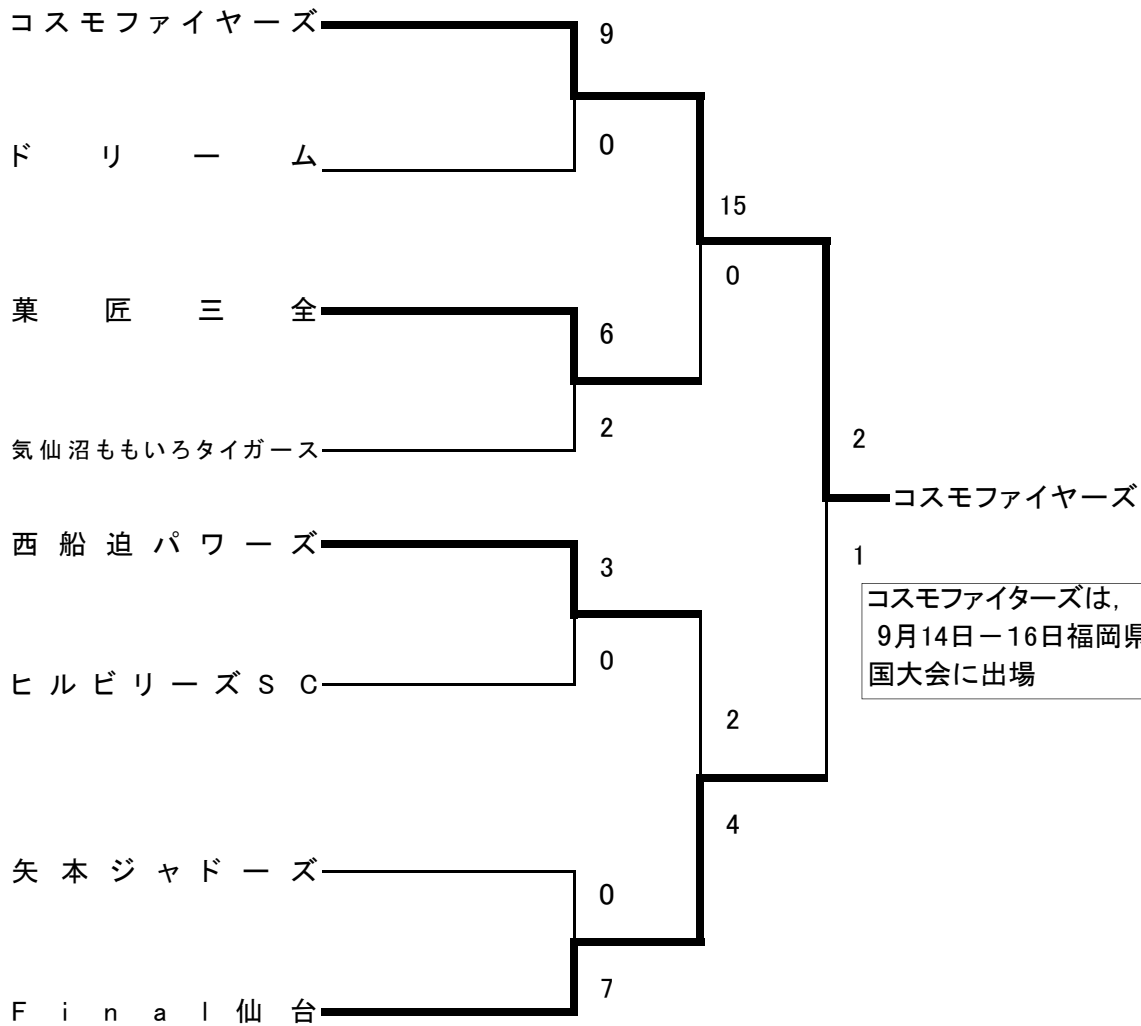 コスモファイヤーズ
9
0
ドリーム
15
0
菓匠三全
6
2
気仙沼ももいろタイガース
2
コスモファイヤーズ
1
西船迫パワーズ
3
0
コスモファイターズは,
9月14日－16日福岡県
国大会に出場
ヒルビリーズSC
2
4
矢本ジャドーズ
0
7
Final仙台